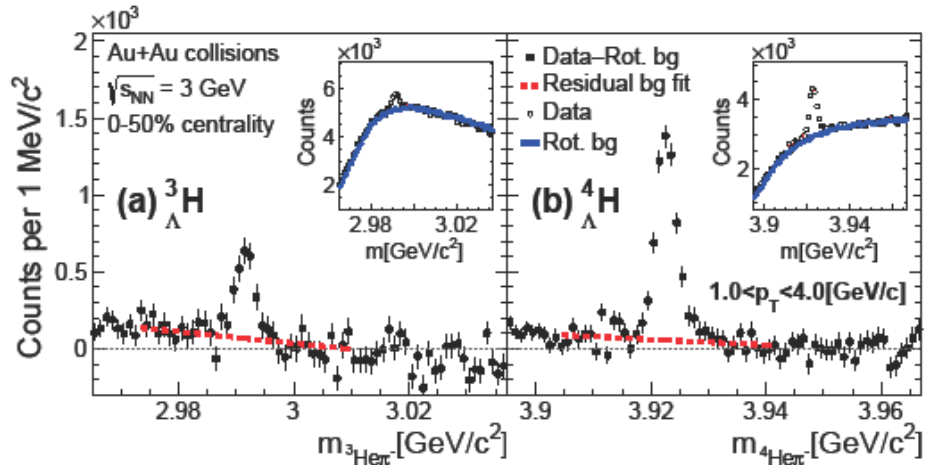 ×10³
2
1.5
1
0.5
0
Counts per 1 MeV/c²
Au+Au collisions
√s_NN = 3 GeV
0-50% centrality
(a) ³_ΛH
×10³
6
4
2
Counts
2.98 3.02
m[GeV/c²]
2.98 3 3.02
m_³Heπ⁻[GeV/c²]
Data–Rot. bg
Residual bg fit
Data
Rot. bg
(b) ⁴_ΛH
×10³
4
2
Counts
3.9 3.94
m[GeV/c²]
1.0<p_T<4.0[GeV/c]
3.9 3.92 3.94 3.96
m_⁴Heπ⁻[GeV/c²]